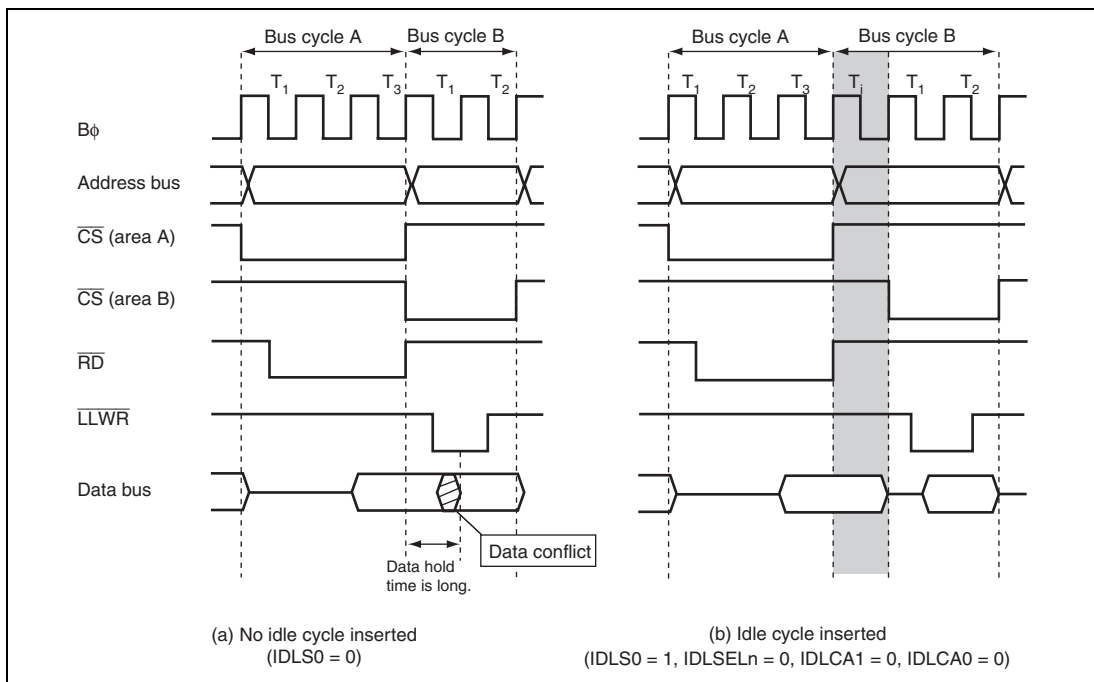 Bus cycle A
Bus cycle B
T1
T2
T3
T1
T2
Bφ
Address bus
CS (area A)
CS (area B)
RD
LLWR
Data bus
Data conflict
Data hold
time is long.
(a) No idle cycle inserted
(IDLS0 = 0)
Bus cycle A
Bus cycle B
T1
T2
T3
Ti
T1
T2
(b) Idle cycle inserted
(IDLS0 = 1, IDLSELn = 0, IDLCA1 = 0, IDLCA0 = 0)